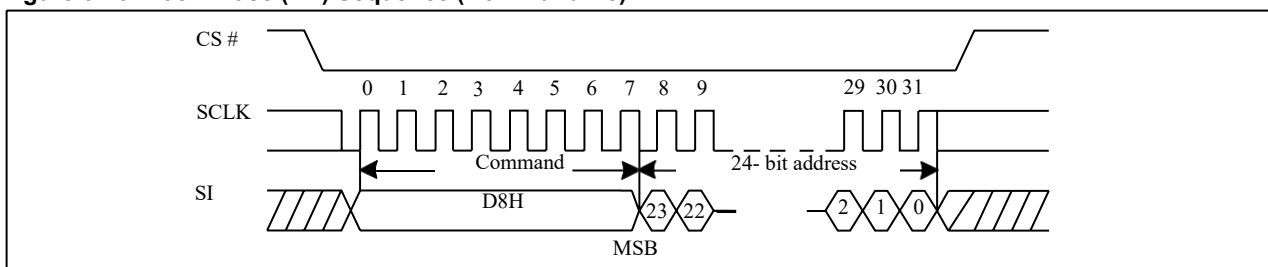 CS #
0 1 2 3 4 5 6 7 8 9 29 30 31
SCLK
Command 24- bit address
SI D8H 23 22 2 1 0
MSB